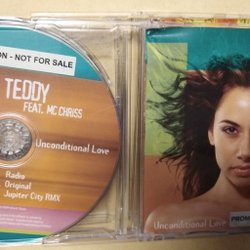 ON - NOT FOR SALE
TEDDY
FEAT. MC CHRISS
Unconditional Love
Radio
Original
Jupiter City RMX
Unconditional Love
PROM